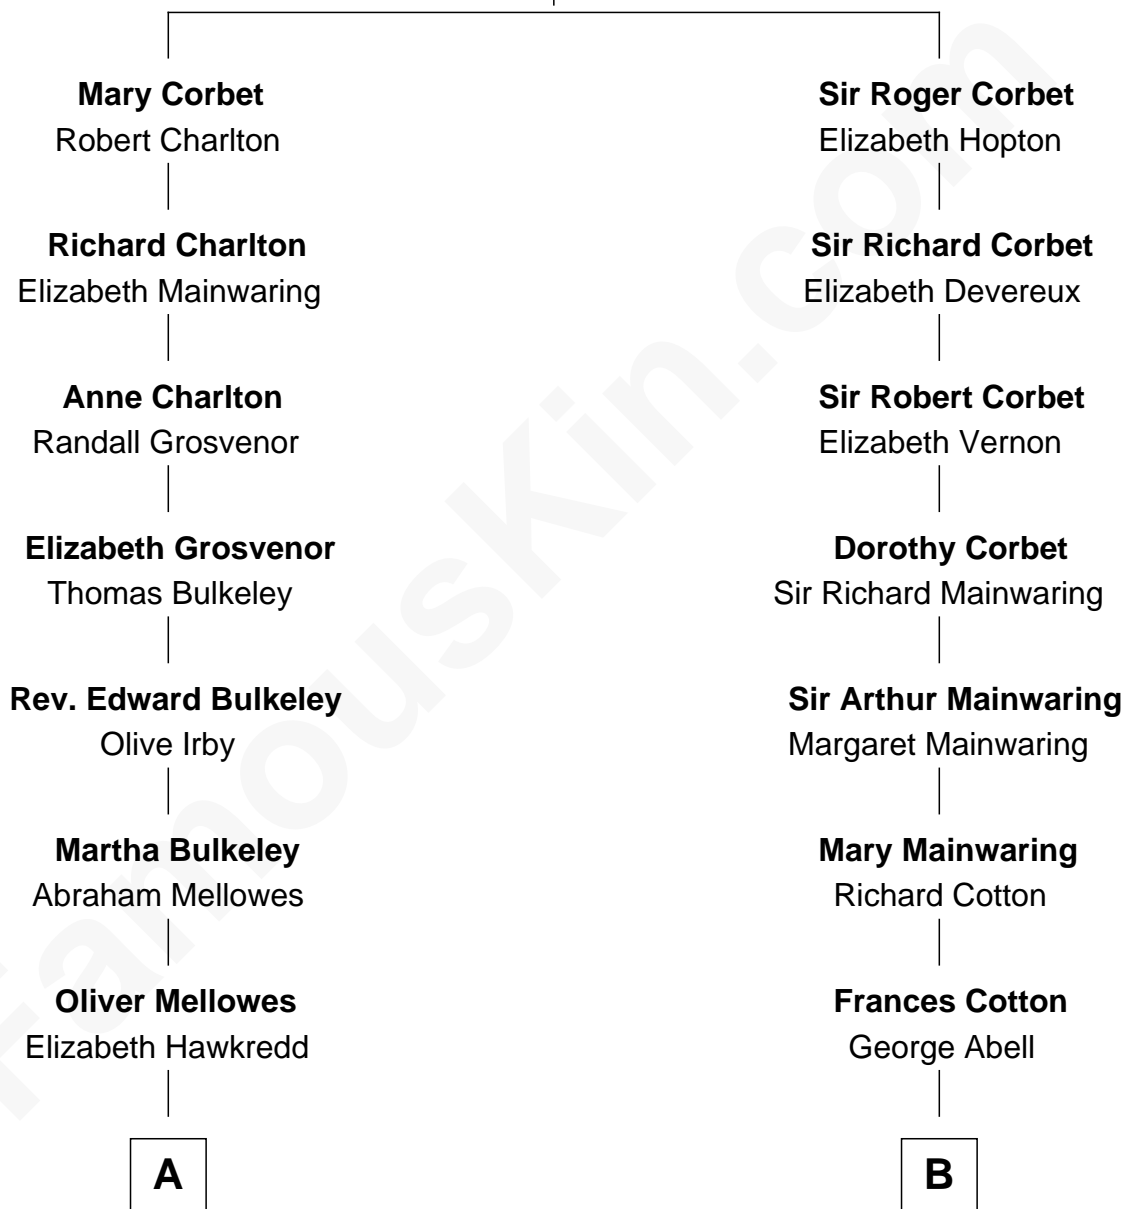 Mary Corbet
Robert Charlton
Richard Charlton
Elizabeth Mainwaring
Anne Charlton
Randall Grosvenor
Elizabeth Grosvenor
Thomas Bulkeley
Rev. Edward Bulkeley
Olive Irby
Martha Bulkeley
Abraham Mellowes
Oliver Mellowes
Elizabeth Hawkredd
A
Sir Roger Corbet
Elizabeth Hopton
Sir Richard Corbet
Elizabeth Devereux
Sir Robert Corbet
Elizabeth Vernon
Dorothy Corbet
Sir Richard Mainwaring
Sir Arthur Mainwaring
Margaret Mainwaring
Mary Mainwaring
Richard Cotton
Frances Cotton
George Abell
B
FamousKin.com